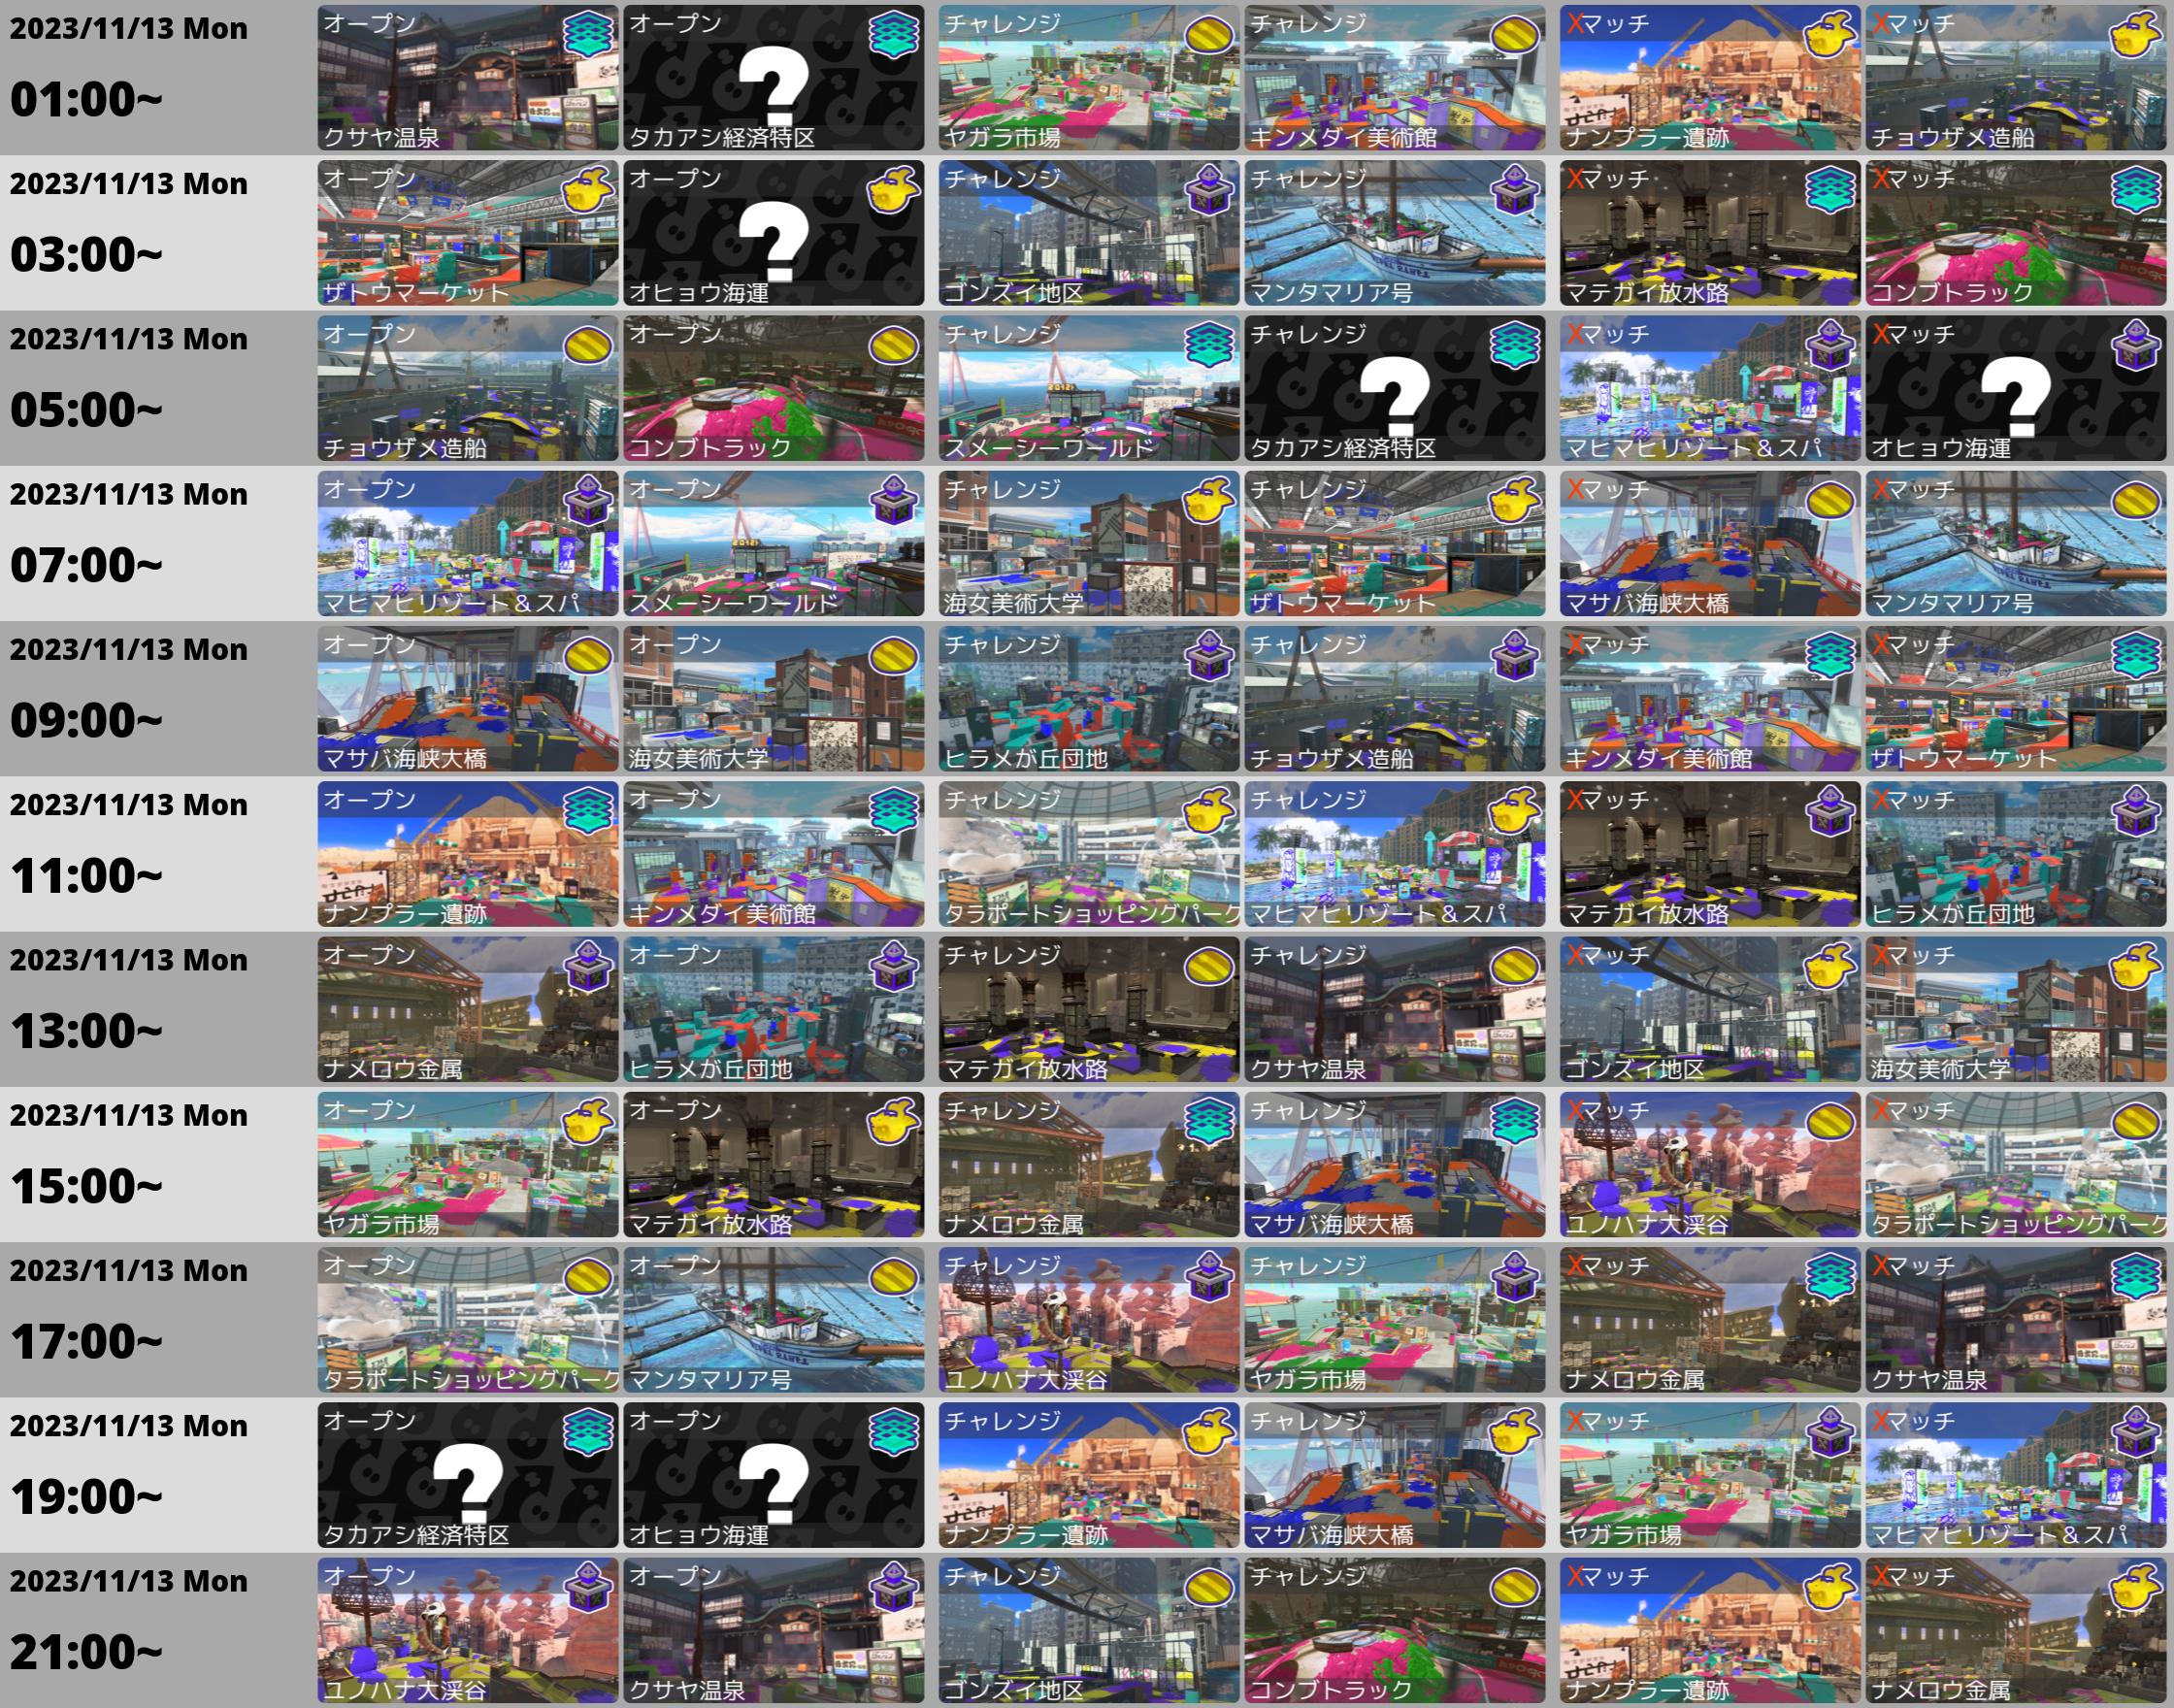 2023/11/13 Mon
01:00~
オープン
クサヤ温泉
オープン
タカアシ経済特区
チャレンジ
ヤガラ市場
チャレンジ
キンメダイ美術館
Xマッチ
ナンプラー遺跡
Xマッチ
チョウザメ造船
2023/11/13 Mon
03:00~
オープン
ザトウマーケット
オープン
オヒョウ海運
チャレンジ
ゴンズイ地区
チャレンジ
マンタマリア号
Xマッチ
マテガイ放水路
Xマッチ
コンブトラック
2023/11/13 Mon
05:00~
オープン
チョウザメ造船
オープン
コンブトラック
チャレンジ
スメーシーワールド
チャレンジ
タカアシ経済特区
Xマッチ
マヒマヒリゾート＆スパ
Xマッチ
オヒョウ海運
2023/11/13 Mon
07:00~
オープン
マヒマヒリゾート＆スパ
オープン
スメーシーワールド
チャレンジ
海女美術大学
チャレンジ
ザトウマーケット
Xマッチ
マサバ海峡大橋
Xマッチ
マンタマリア号
2023/11/13 Mon
09:00~
オープン
マサバ海峡大橋
オープン
海女美術大学
チャレンジ
ヒラメが丘団地
チャレンジ
チョウザメ造船
Xマッチ
キンメダイ美術館
Xマッチ
ザトウマーケット
2023/11/13 Mon
11:00~
オープン
ナンプラー遺跡
オープン
キンメダイ美術館
チャレンジ
タラポートショッピングパーク
チャレンジ
マヒマヒリゾート＆スパ
Xマッチ
マテガイ放水路
Xマッチ
ヒラメが丘団地
2023/11/13 Mon
13:00~
オープン
ナメロウ金属
オープン
ヒラメが丘団地
チャレンジ
マテガイ放水路
チャレンジ
クサヤ温泉
Xマッチ
ゴンズイ地区
Xマッチ
海女美術大学
2023/11/13 Mon
15:00~
オープン
ヤガラ市場
オープン
マテガイ放水路
チャレンジ
ナメロウ金属
チャレンジ
マサバ海峡大橋
Xマッチ
ユノハナ大渓谷
Xマッチ
タラポートショッピングパーク
2023/11/13 Mon
17:00~
オープン
タラポートショッピングパーク
オープン
マンタマリア号
チャレンジ
ユノハナ大渓谷
チャレンジ
ヤガラ市場
Xマッチ
ナメロウ金属
Xマッチ
クサヤ温泉
2023/11/13 Mon
19:00~
オープン
タカアシ経済特区
オープン
オヒョウ海運
チャレンジ
ナンプラー遺跡
チャレンジ
マサバ海峡大橋
Xマッチ
ヤガラ市場
Xマッチ
マヒマヒリゾート＆スパ
2023/11/13 Mon
21:00~
オープン
ユノハナ大渓谷
オープン
クサヤ温泉
チャレンジ
ゴンズイ地区
チャレンジ
コンブトラック
Xマッチ
ナンプラー遺跡
Xマッチ
ナメロウ金属